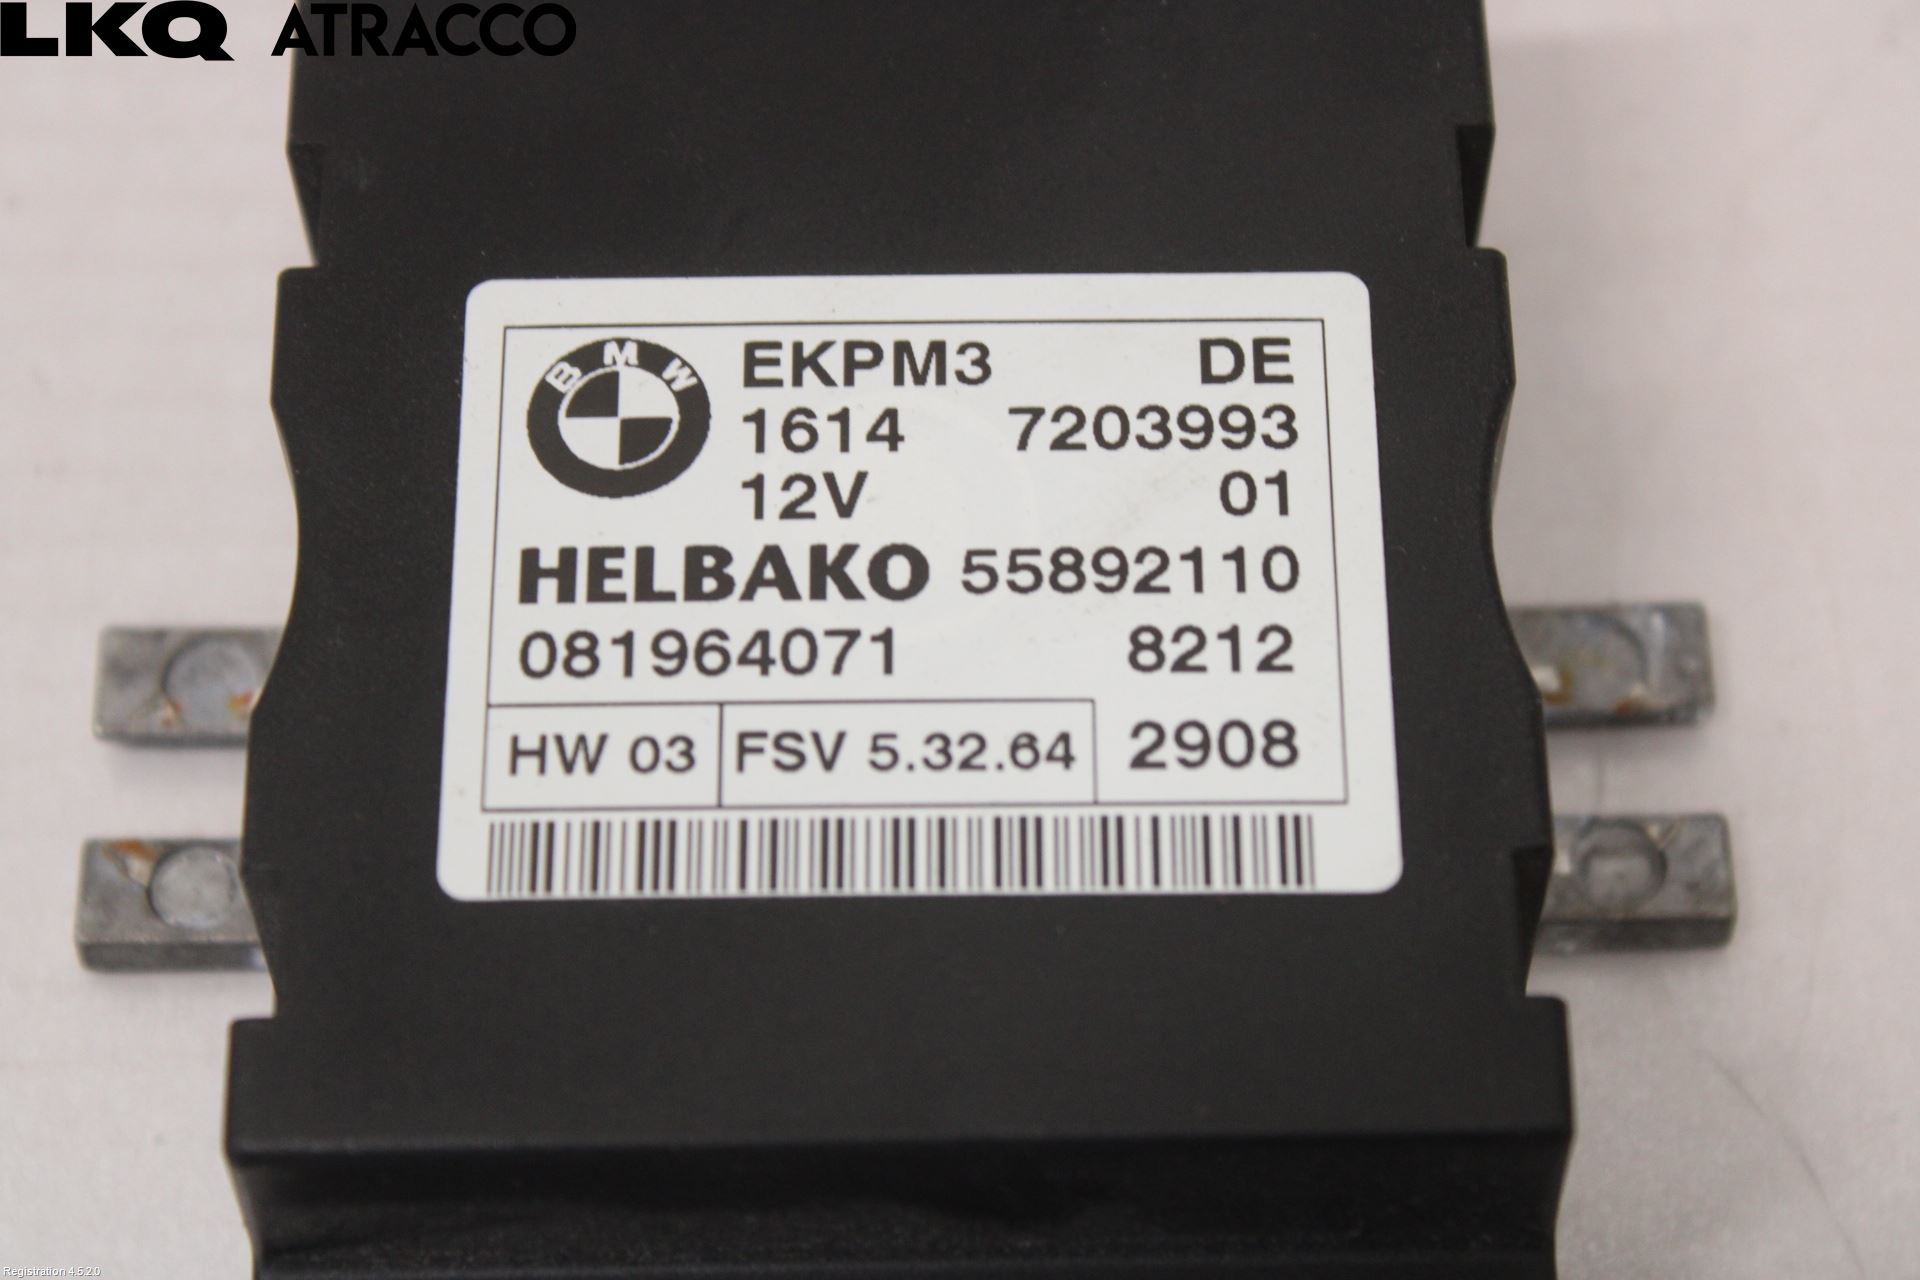 LKQ ATRACCO
BMW
EKPM3 DE
1614 7203993
12V 01
HELBAKO 55892110
081964071 8212
HW 03 FSV 5.32.64 2908
Registration 4.5.2.0